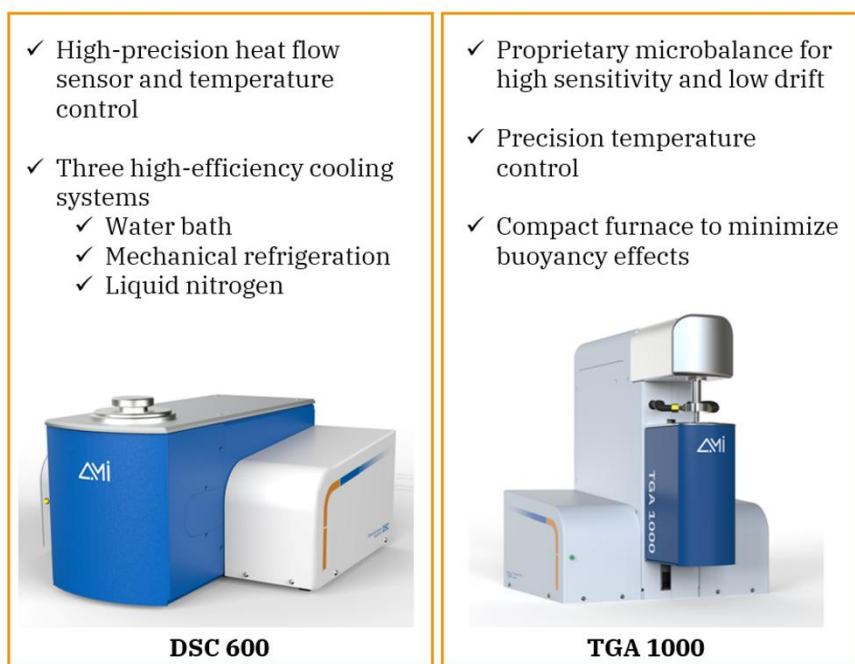 ✓ High-precision heat flow
sensor and temperature
control
✓ Three high-efficiency cooling
systems
✓ Water bath
✓ Mechanical refrigeration
✓ Liquid nitrogen
AMi
DSC
DSC 600
✓ Proprietary microbalance for
high sensitivity and low drift
✓ Precision temperature
control
✓ Compact furnace to minimize
buoyancy effects
AMi
TGA 1000
TGA 1000